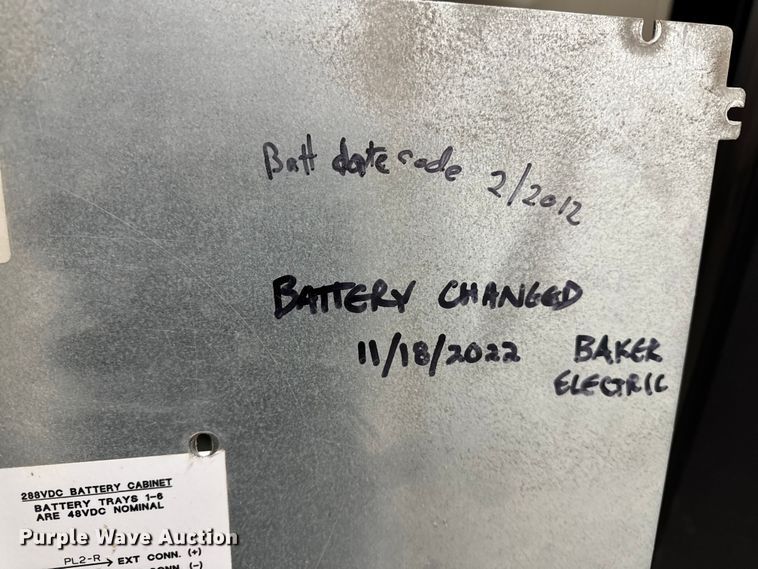 Batt date code 2/2012
BATTERY CHANGED
11/18/2022 BAKER
ELECTRIC
288VDC BATTERY CABINET
BATTERY TRAYS 1-6
ARE 48VDC NOMINAL
Purple Wave Auction
PL2-R EXT CONN. (+)
CONN. (-)